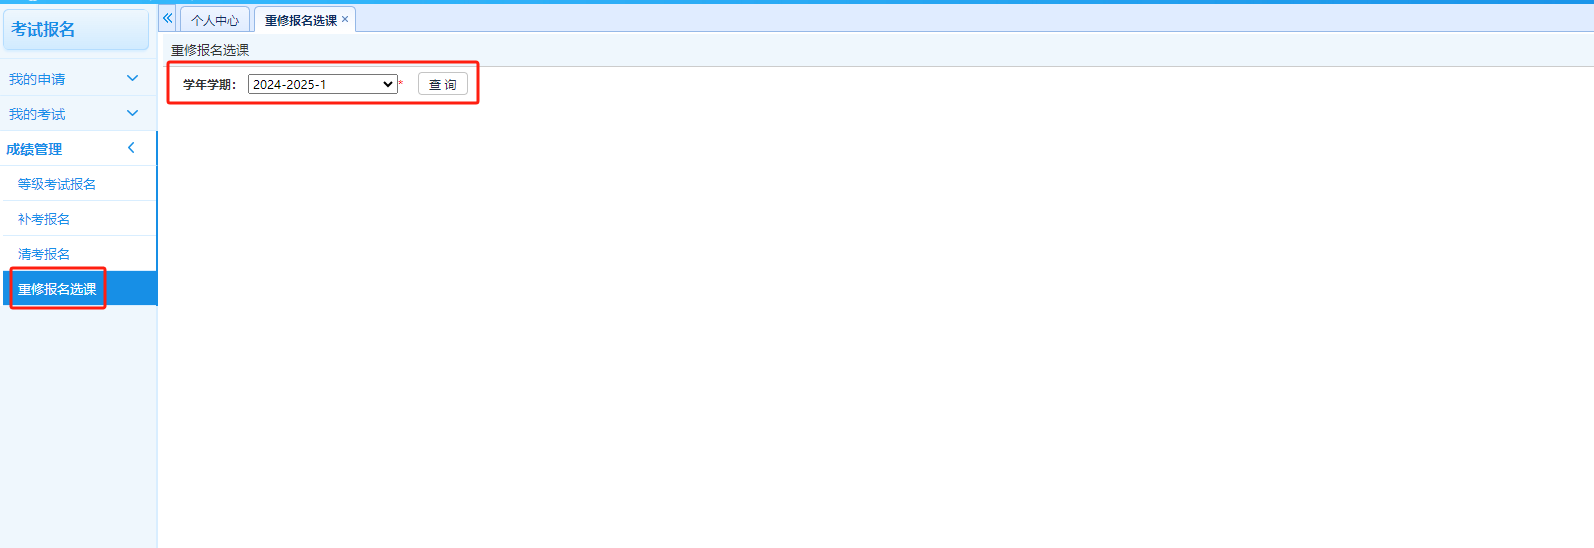 考试报名
我的申请
我的考试
成绩管理
等级考试报名
补考报名
清考报名
重修报名选课
个人中心
重修报名选课 ×
重修报名选课
学年学期： 2024-2025-1 * 查 询